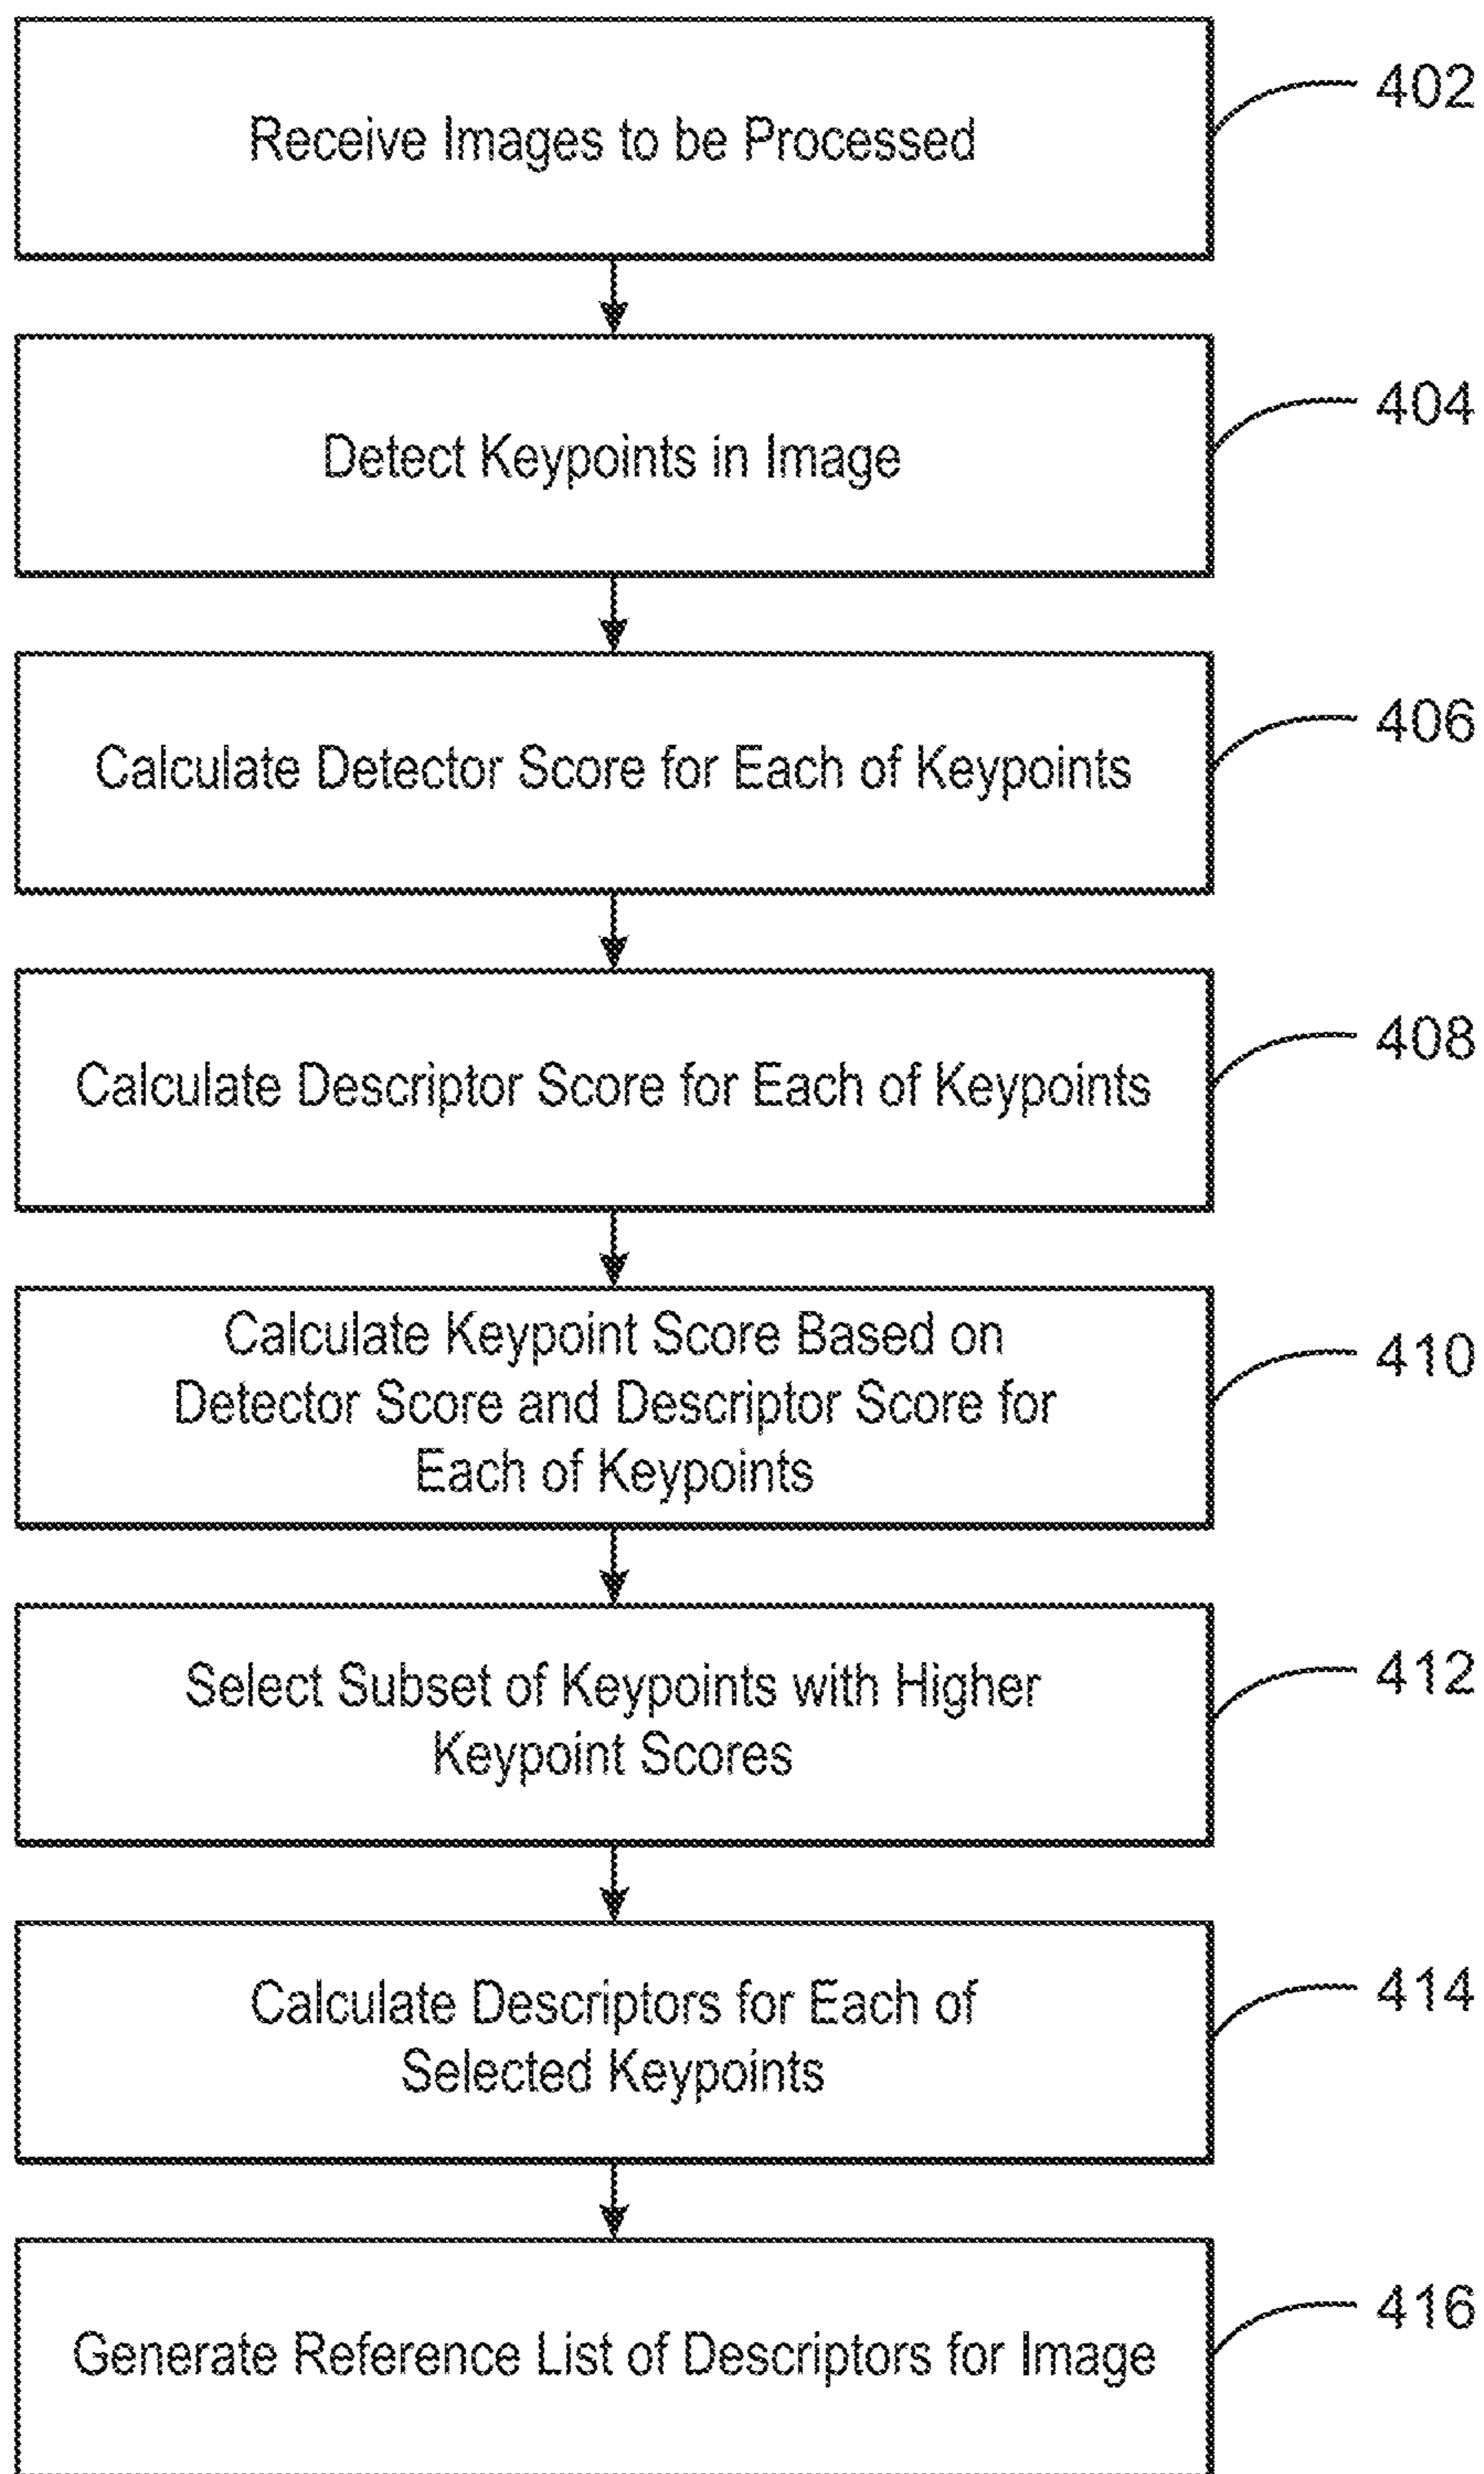 Receive Images to be Processed
402
Detect Keypoints in Image
404
Calculate Detector Score for Each of Keypoints
406
Calculate Descriptor Score for Each of Keypoints
408
Calculate Keypoint Score Based on
Detector Score and Descriptor Score for
Each of Keypoints
410
Select Subset of Keypoints with Higher
Keypoint Scores
412
Calculate Descriptors for Each of
Selected Keypoints
414
Generate Reference List of Descriptors for Image
416